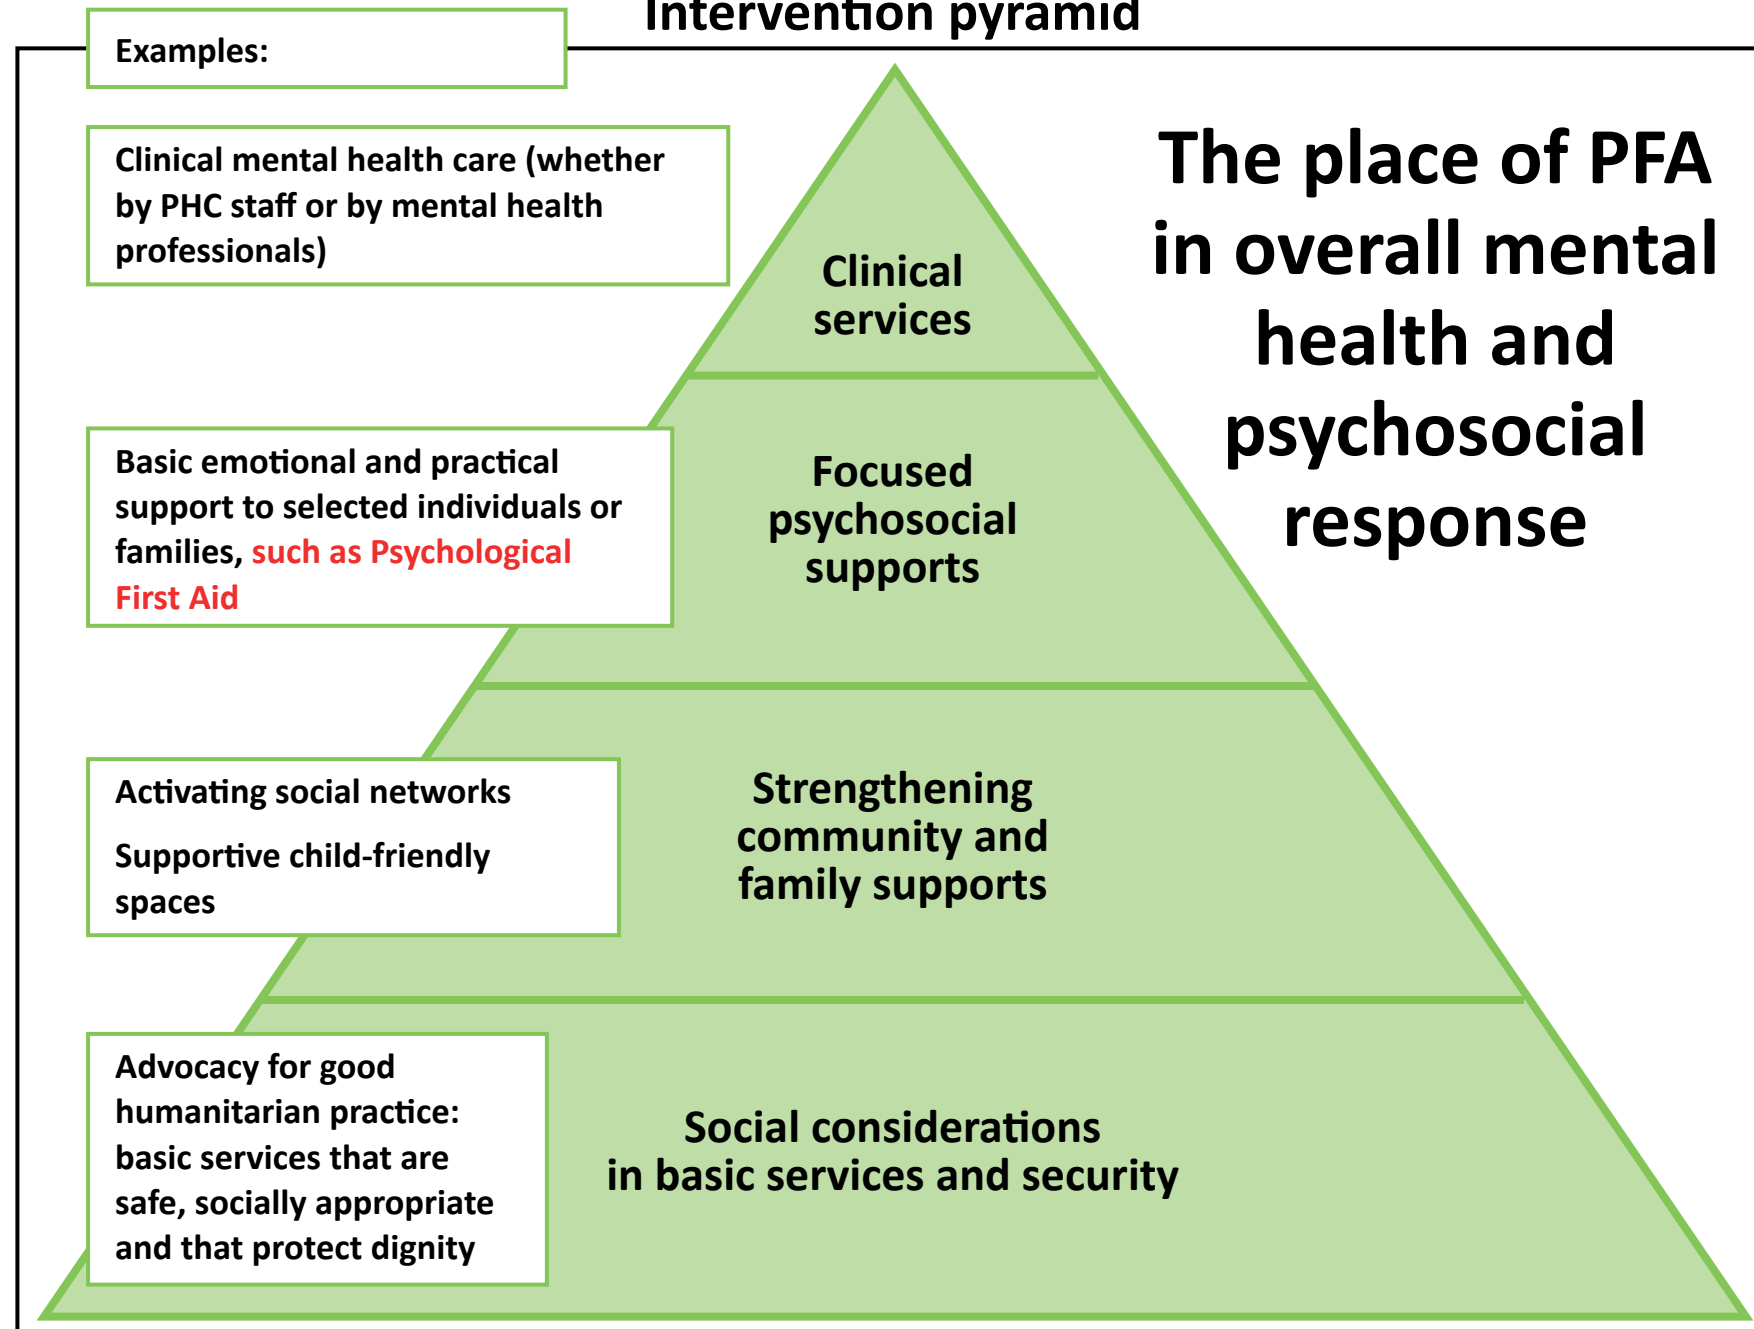 Intervention pyramid
Examples:
Clinical mental health care (whether
by PHC staff or by mental health
professionals)
Clinical
services
The place of PFA
in overall mental
health and
psychosocial
response
Basic emotional and practical
support to selected individuals or
families, such as Psychological
First Aid
Focused
psychosocial
supports
Activating social networks
Supportive child-friendly
spaces
Strengthening
community and
family supports
Advocacy for good
humanitarian practice:
basic services that are
safe, socially appropriate
and that protect dignity
Social considerations
in basic services and security